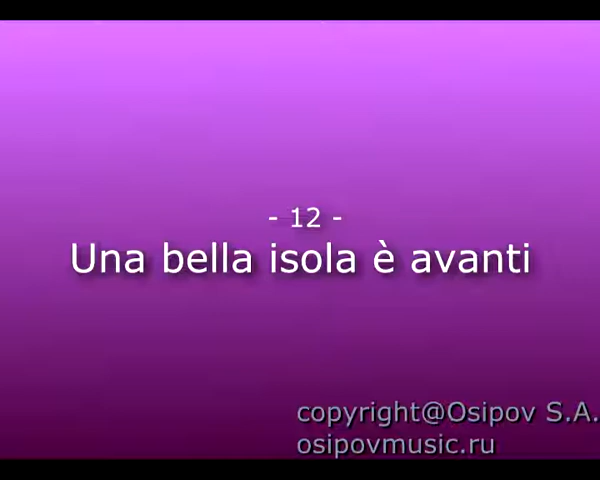 - 12 -
Una bella isola è avanti
copyright@Osipov S.A.
osipovmusic.ru